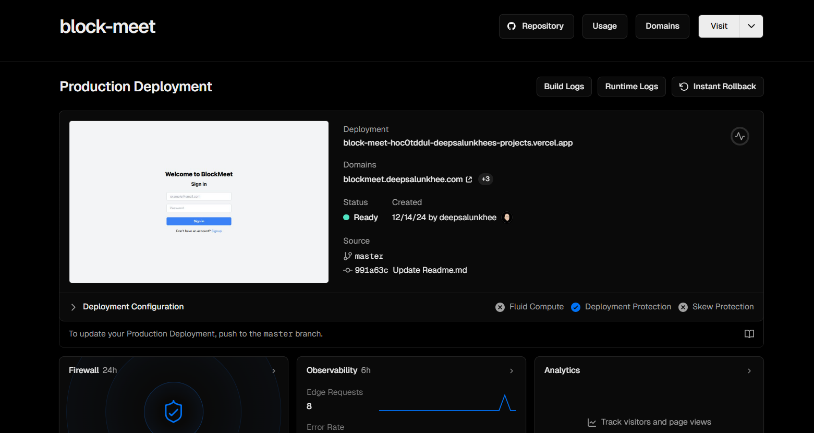 block-meet
Repository
Usage
Domains
Visit
Production Deployment
Build Logs
Runtime Logs
Instant Rollback
Welcome to BlockMeet
Sign in
Password
Sign in
Don't have an account? Sign up
Deployment
block-meet-hoc0tddul-deepsalunkhees-projects.vercel.app
Domains
blockmeet.deepsalunkhee.com +3
Status Created
Ready 12/14/24 by deepsalunkhee
Source
master
991a63c Update Readme.md
Deployment Configuration
Fluid Compute Deployment Protection Skew Protection
To update your Production Deployment, push to the master branch.
Firewall 24h
Observability 6h
Edge Requests
8
Error Rate
Analytics
Track visitors and page views